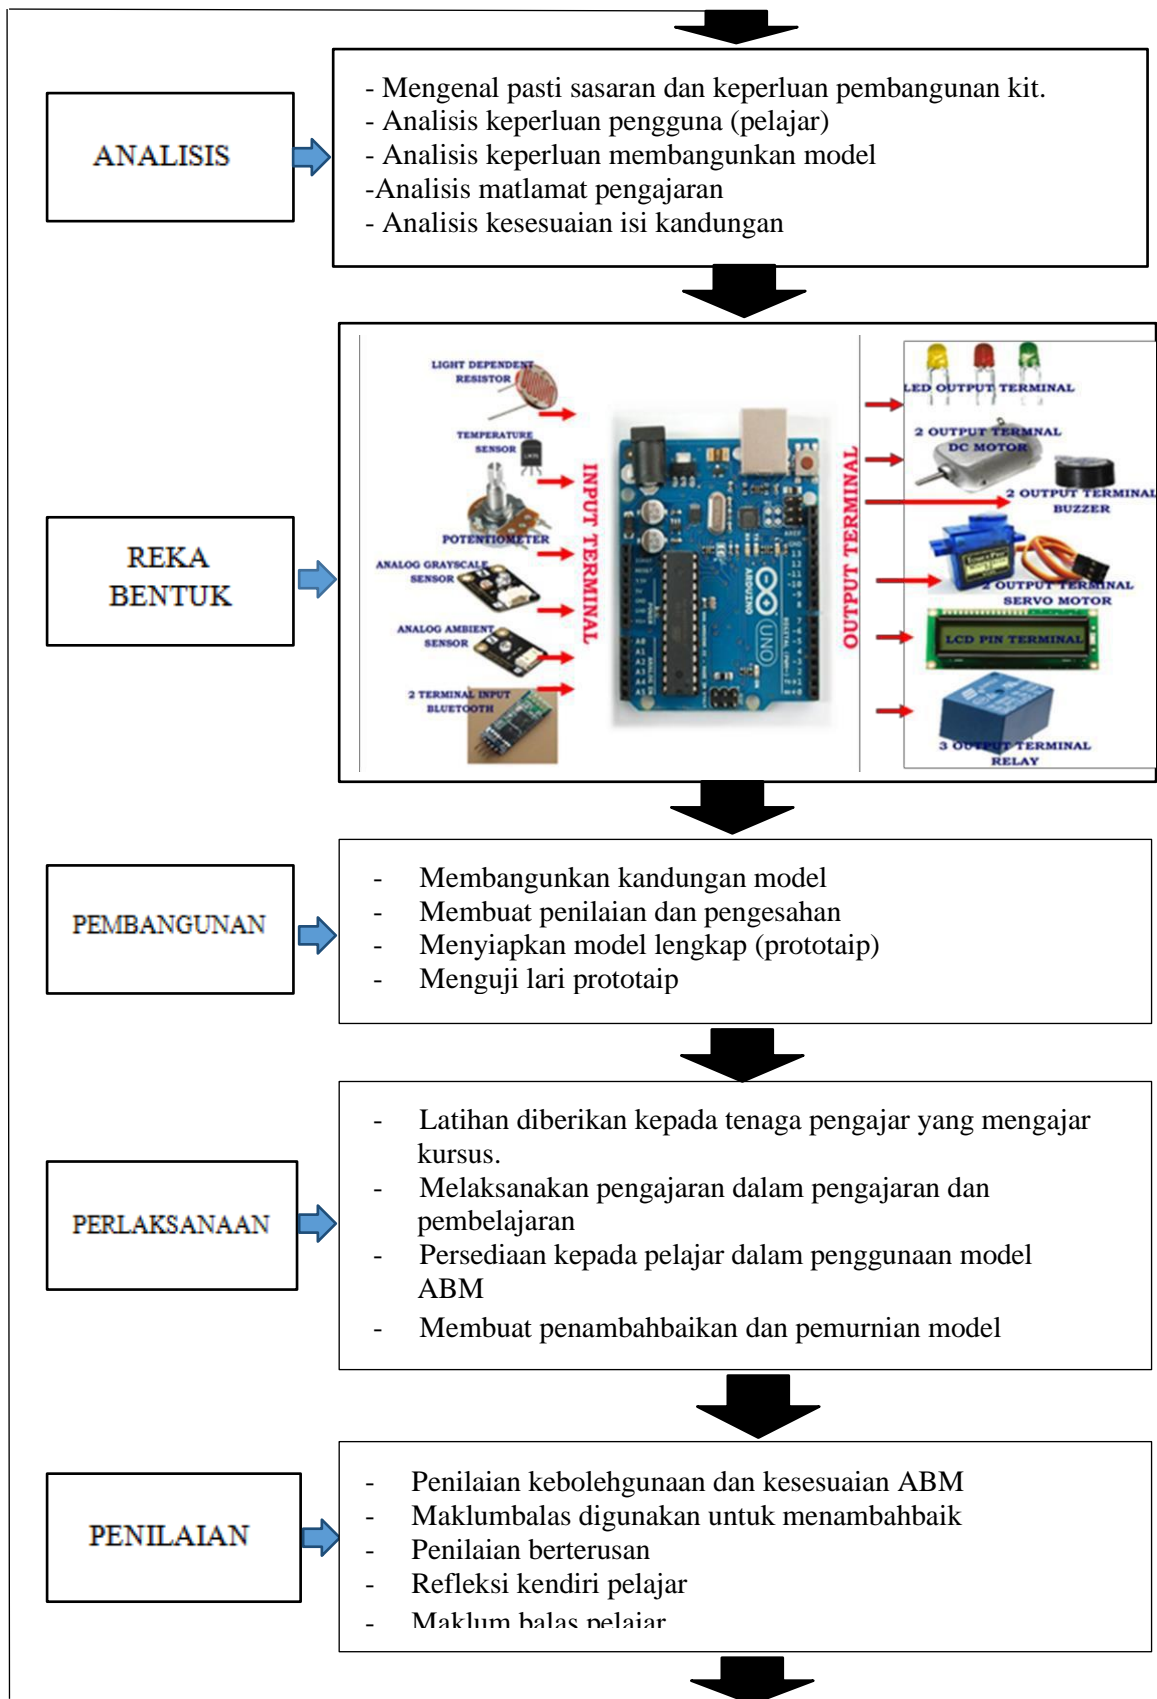 ANALISIS
- Mengenal pasti sasaran dan keperluan pembangunan kit.
- Analisis keperluan pengguna (pelajar)
- Analisis keperluan membangunkan model
-Analisis matlamat pengajaran
- Analisis kesesuaian isi kandungan
REKA
BENTUK
LIGHT DEPENDENT
RESISTOR
TEMPERATURE
SENSOR
POTENTIOMETER
ANALOG GRAYSCALE
SENSOR
ANALOG AMBIENT
SENSOR
2 TERMINAL INPUT
BLUETOOTH
INPUT TERMINAL
ARDUINO
UNO
OUTPUT TERMINAL
LED OUTPUT TERMINAL
2 OUTPUT TERMNAL
DC MOTOR
2 OUTPUT TERMINAL
BUZZER
2 OUTPUT TERMINAL
SERVO MOTOR
LCD PIN TERMINAL
3 OUTPUT TERMINAL
RELAY
PEMBANGUNAN
- Membangunkan kandungan model
- Membuat penilaian dan pengesahan
- Menyiapkan model lengkap (prototaip)
- Menguji lari prototaip
PERLAKSANAAN
- Latihan diberikan kepada tenaga pengajar yang mengajar
kursus.
- Melaksanakan pengajaran dalam pengajaran dan
pembelajaran
- Persediaan kepada pelajar dalam penggunaan model
ABM
- Membuat penambahbaikan dan pemurnian model
PENILAIAN
- Penilaian kebolehgunaan dan kesesuaian ABM
- Maklumbalas digunakan untuk menambahbaik
- Penilaian berterusan
- Refleksi kendiri pelajar
- Maklum balas pelajar